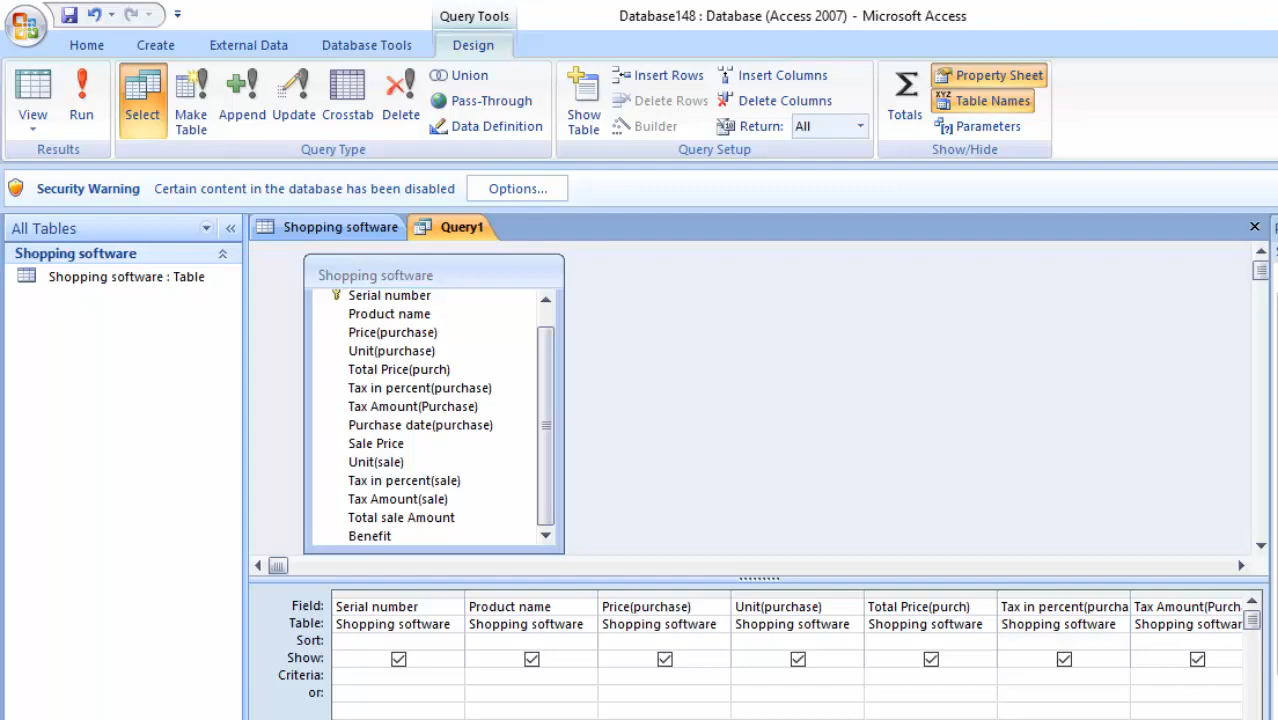 Query Tools
Database148 : Database (Access 2007) - Microsoft Access
Home
Create
External Data
Database Tools
Design
View
Run
Select
Make Table
Append
Update
Crosstab
Delete
Union
Pass-Through
Data Definition
Show Table
Insert Rows
Delete Rows
Builder
Insert Columns
Delete Columns
Return:
All
Totals
Property Sheet
Table Names
Parameters
Results
Query Type
Query Setup
Show/Hide
Security Warning
Certain content in the database has been disabled
Options...
All Tables
Shopping software
Shopping software : Table
Shopping software
Query1
Shopping software
Serial number
Product name
Price(purchase)
Unit(purchase)
Total Price(purch)
Tax in percent(purchase)
Tax Amount(Purchase)
Purchase date(purchase)
Sale Price
Unit(sale)
Tax in percent(sale)
Tax Amount(sale)
Total sale Amount
Benefit
Field: Serial number Product name Price(purchase) Unit(purchase) Total Price(purch) Tax in percent(purcha Tax Amount(Purch
Table: Shopping software Shopping software Shopping software Shopping software Shopping software Shopping software Shopping softwar
Sort:
Show:
Criteria:
or: